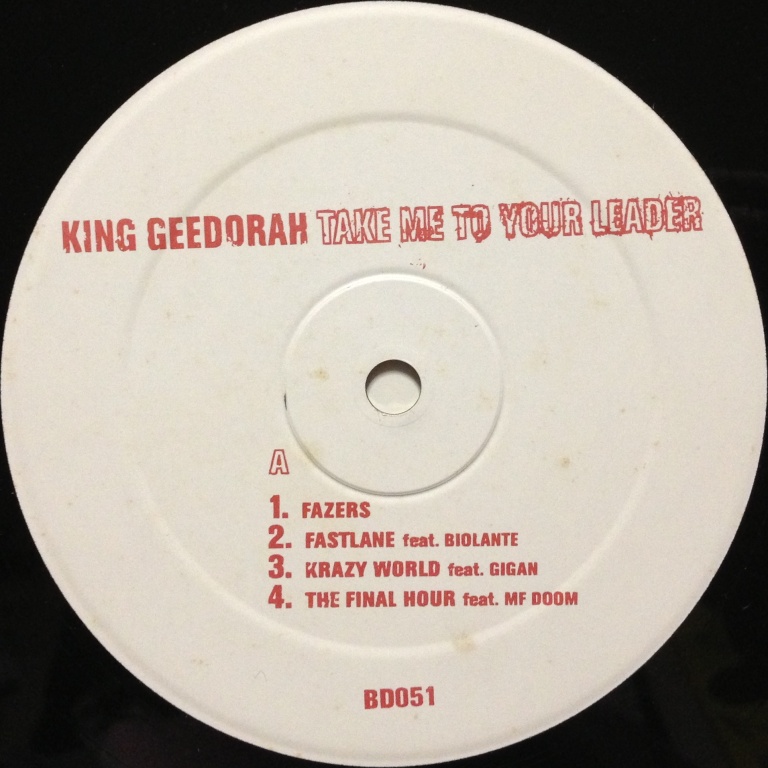 KING GEEDORAH TAKE ME TO YOUR LEADER
A
1. FAZERS
2. FASTLANE feat. BIOLANTE
3. KRAZY WORLD feat. GIGAN
4. THE FINAL HOUR feat. MF DOOM
BD051